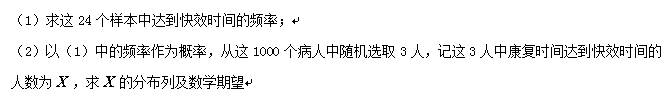 （1）求这 24 个样本中达到快效时间的频率；↵
（2）以（1）中的频率作为概率，从这 1000 个病人中随机选取 3 人，记这 3 人中康复时间达到快效时间的
人数为 X，求 X 的分布列及数学期望↵